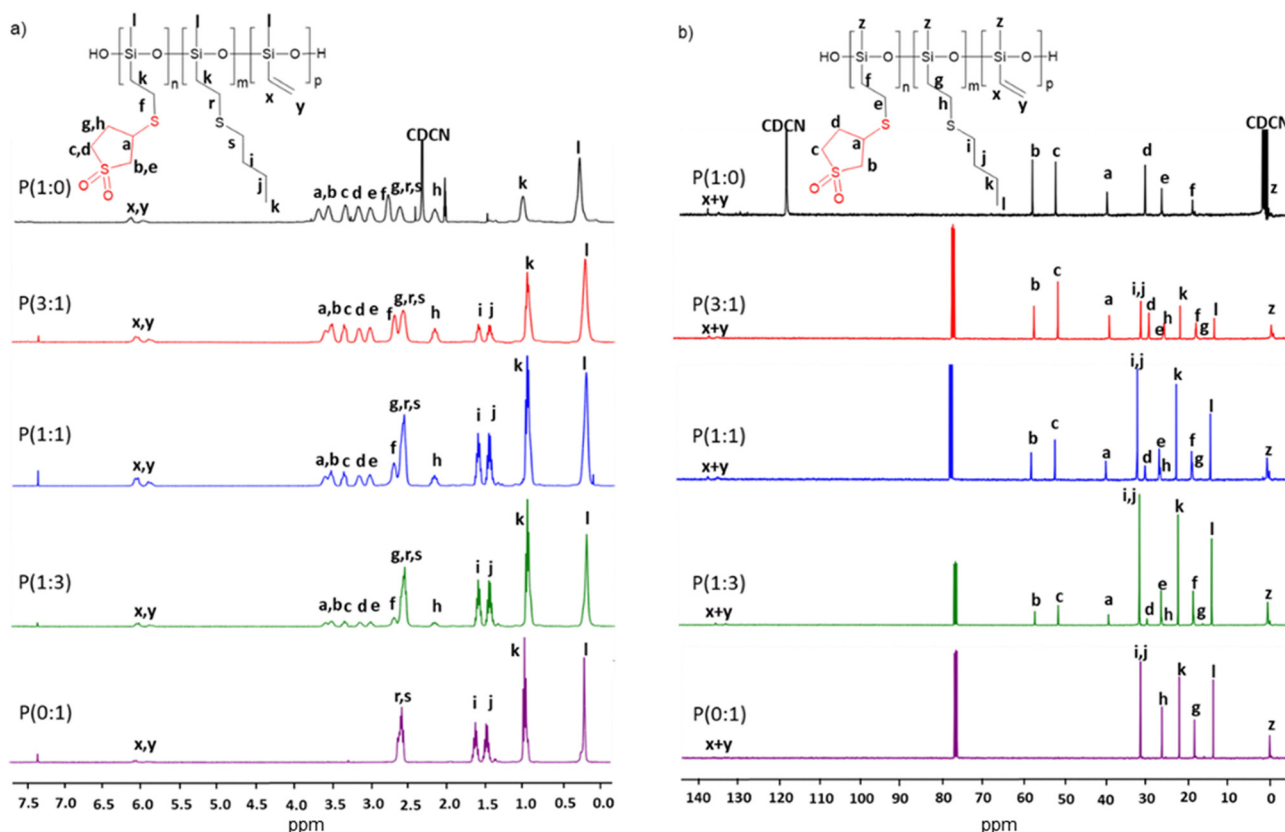 a)
l l l
HO Si O Si O Si O H
n m p
k k x y
f r
g,h S S
a s
c,d b,e i
S j
O O k
CDCN
P(1:0)
x,y a,b c d e f g,r,s h k l
P(3:1)
x,y a,b c d e f g,r,s h i j k l
P(1:1)
x,y a,b c d e f g,r,s h i j k l
P(1:3)
x,y a,b c d e f g,r,s h i j k l
P(0:1)
x,y r,s i j k l
7.5 7.0 6.5 6.0 5.5 5.0 4.5 4.0 3.5 3.0 2.5 2.0 1.5 1.0 0.5 0.0
ppm
b)
z z z
HO Si O Si O Si O H
n m p
f g x y
e h
d S S
a i
c b j
S k
O O l
CDCN CDCN
P(1:0)
x+y b c a d e f z
P(3:1)
x+y b c a i,j d e h k f g l z
P(1:1)
x+y b c a i,j d e h k f g l z
P(1:3)
x+y b c a i,j d e h k f g l z
P(0:1)
x+y i,j h k g l z
140 130 120 110 100 90 80 70 60 50 40 30 20 10 0
ppm